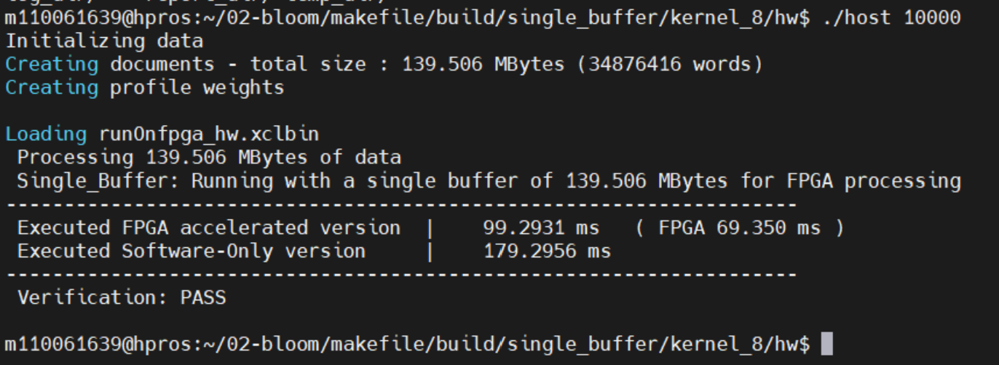 m110061639@hpros:~/02-bloom/makefile/build/single_buffer/kernel_8/hw$ ./host 10000
Initializing data
Creating documents - total size : 139.506 MBytes (34876416 words)
Creating profile weights
Loading runOnfpga_hw.xclbin
Processing 139.506 MBytes of data
Single_Buffer: Running with a single buffer of 139.506 MBytes for FPGA processing
--------------------------------------------------------------------
Executed FPGA accelerated version | 99.2931 ms ( FPGA 69.350 ms )
Executed Software-Only version | 179.2956 ms
--------------------------------------------------------------------
Verification: PASS
m110061639@hpros:~/02-bloom/makefile/build/single_buffer/kernel_8/hw$